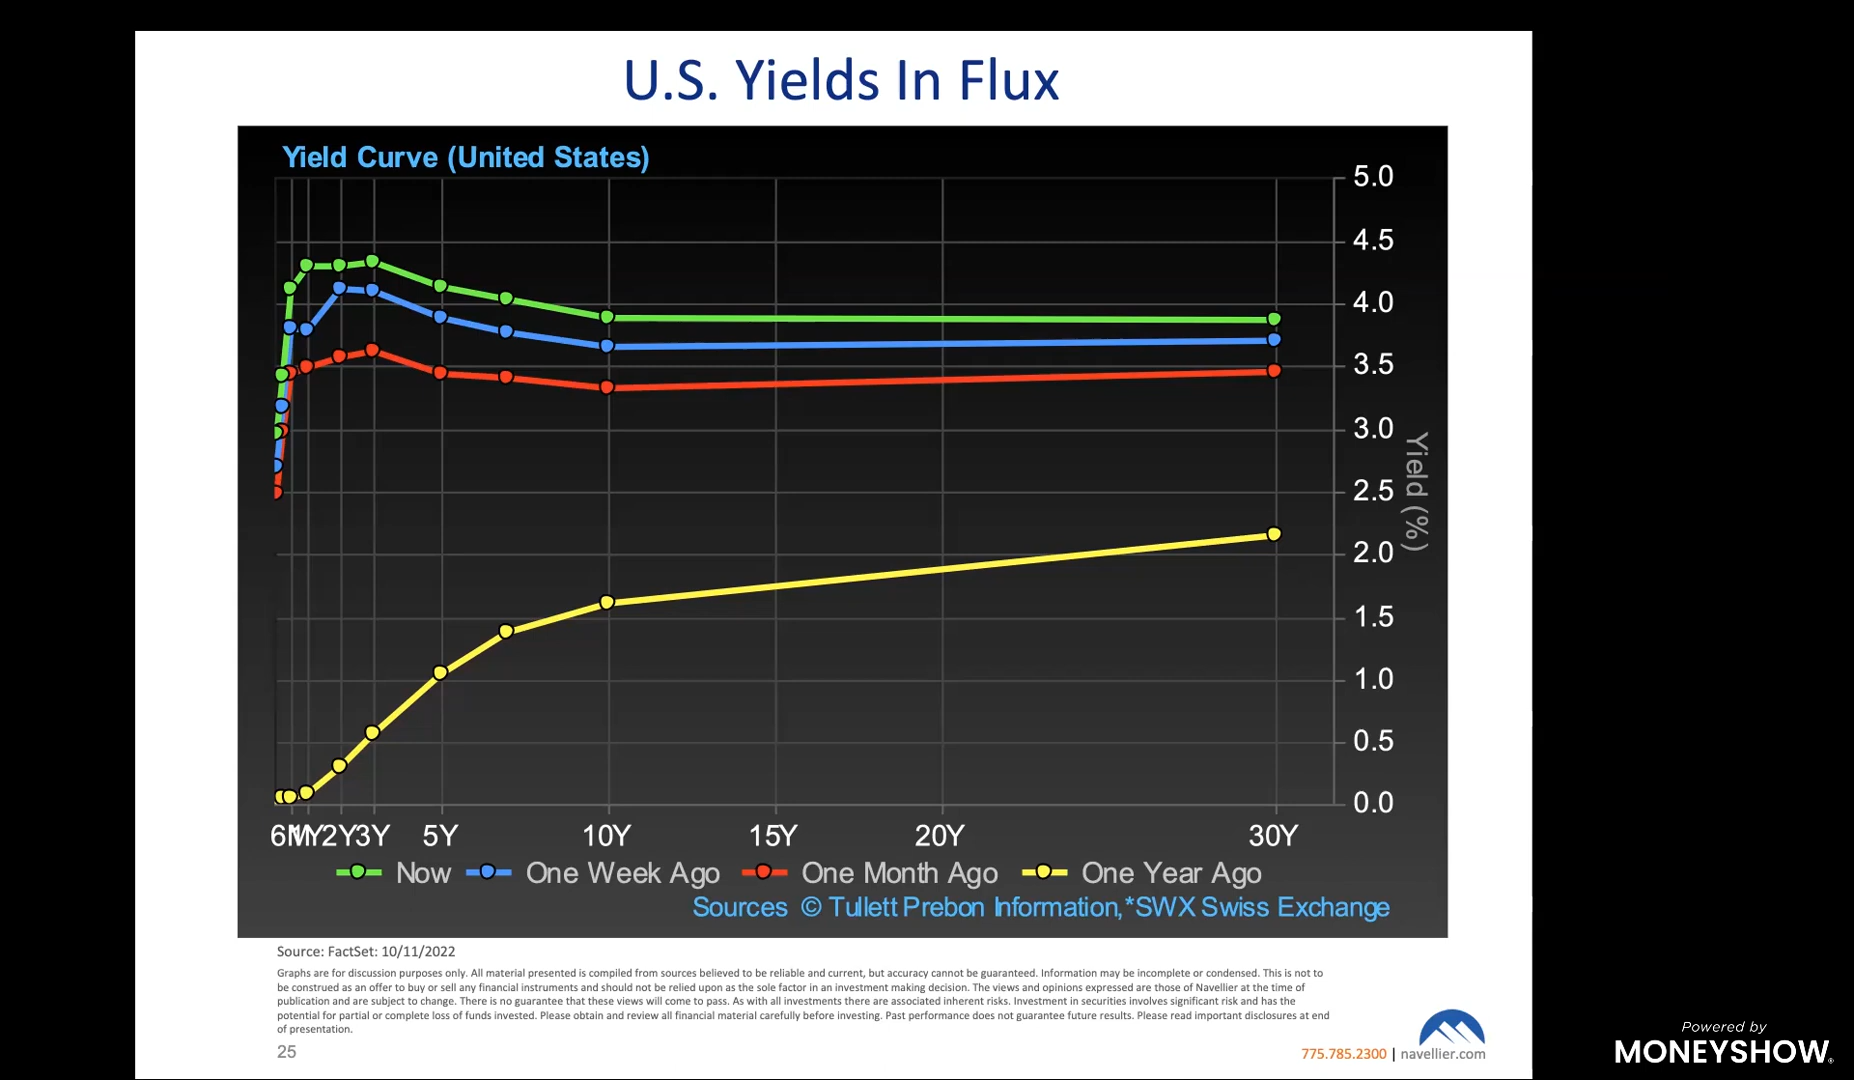 U.S. Yields In Flux
Yield Curve (United States)
5.0
4.5
4.0
3.5
3.0
2.5
2.0
1.5
1.0
0.5
0.0
Yield (%)
6M 1Y 2Y 3Y 5Y 10Y 15Y 20Y 30Y
Now One Week Ago One Month Ago One Year Ago
Sources © Tullett Prebon Information,*SWX Swiss Exchange
Source: FactSet: 10/11/2022
Graphs are for discussion purposes only. All material presented is compiled from sources believed to be reliable and current, but accuracy cannot be guaranteed. Information may be incomplete or condensed. This is not to
be construed as an offer to buy or sell any financial instruments and should not be relied upon as the sole factor in an investment making decision. The views and opinions expressed are those of Navellier at the time of
publication and are subject to change. There is no guarantee that these views will come to pass. As with all investments there are associated inherent risks. Investment in securities involves significant risk and has the
potential for partial or complete loss of funds invested. Please obtain and review all financial material carefully before investing. Past performance does not guarantee future results. Please read important disclosures at end
of presentation.
25
775.785.2300 | navellier.com
Powered by
MONEYSHOW.